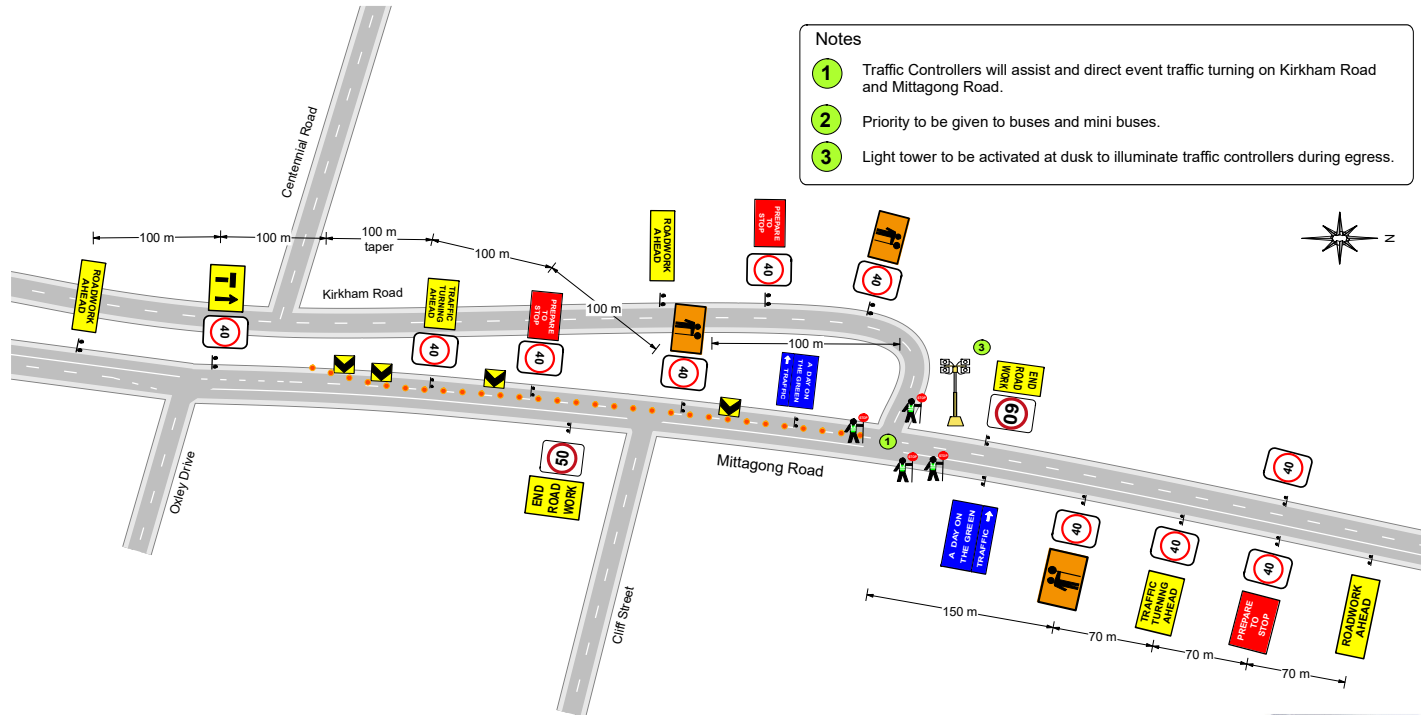 Notes
1
Traffic Controllers will assist and direct event traffic turning on Kirkham Road
and Mittagong Road.
2
Priority to be given to buses and mini buses.
3
Light tower to be activated at dusk to illuminate traffic controllers during egress.
N
Centennial Road
100 m
100 m
100 m
taper
100 m
100 m
100 m
Kirkham Road
ROADWORK
AHEAD
40
TRAFFIC
TURNING
AHEAD
40
PREPARE
TO
STOP
40
ROADWORK
AHEAD
40
PREPARE
TO
STOP
40
40
A DAY ON
THE GREEN
TRAFFIC
3
END
ROAD
WORK
60
STOP
STOP
STOP
STOP
1
Mittagong Road
50
END
ROAD
WORK
Oxley Drive
Cliff Street
A DAY ON
THE GREEN
TRAFFIC
40
40
TRAFFIC
TURNING
AHEAD
40
PREPARE
TO
STOP
40
ROADWORK
AHEAD
150 m
70 m
70 m
70 m